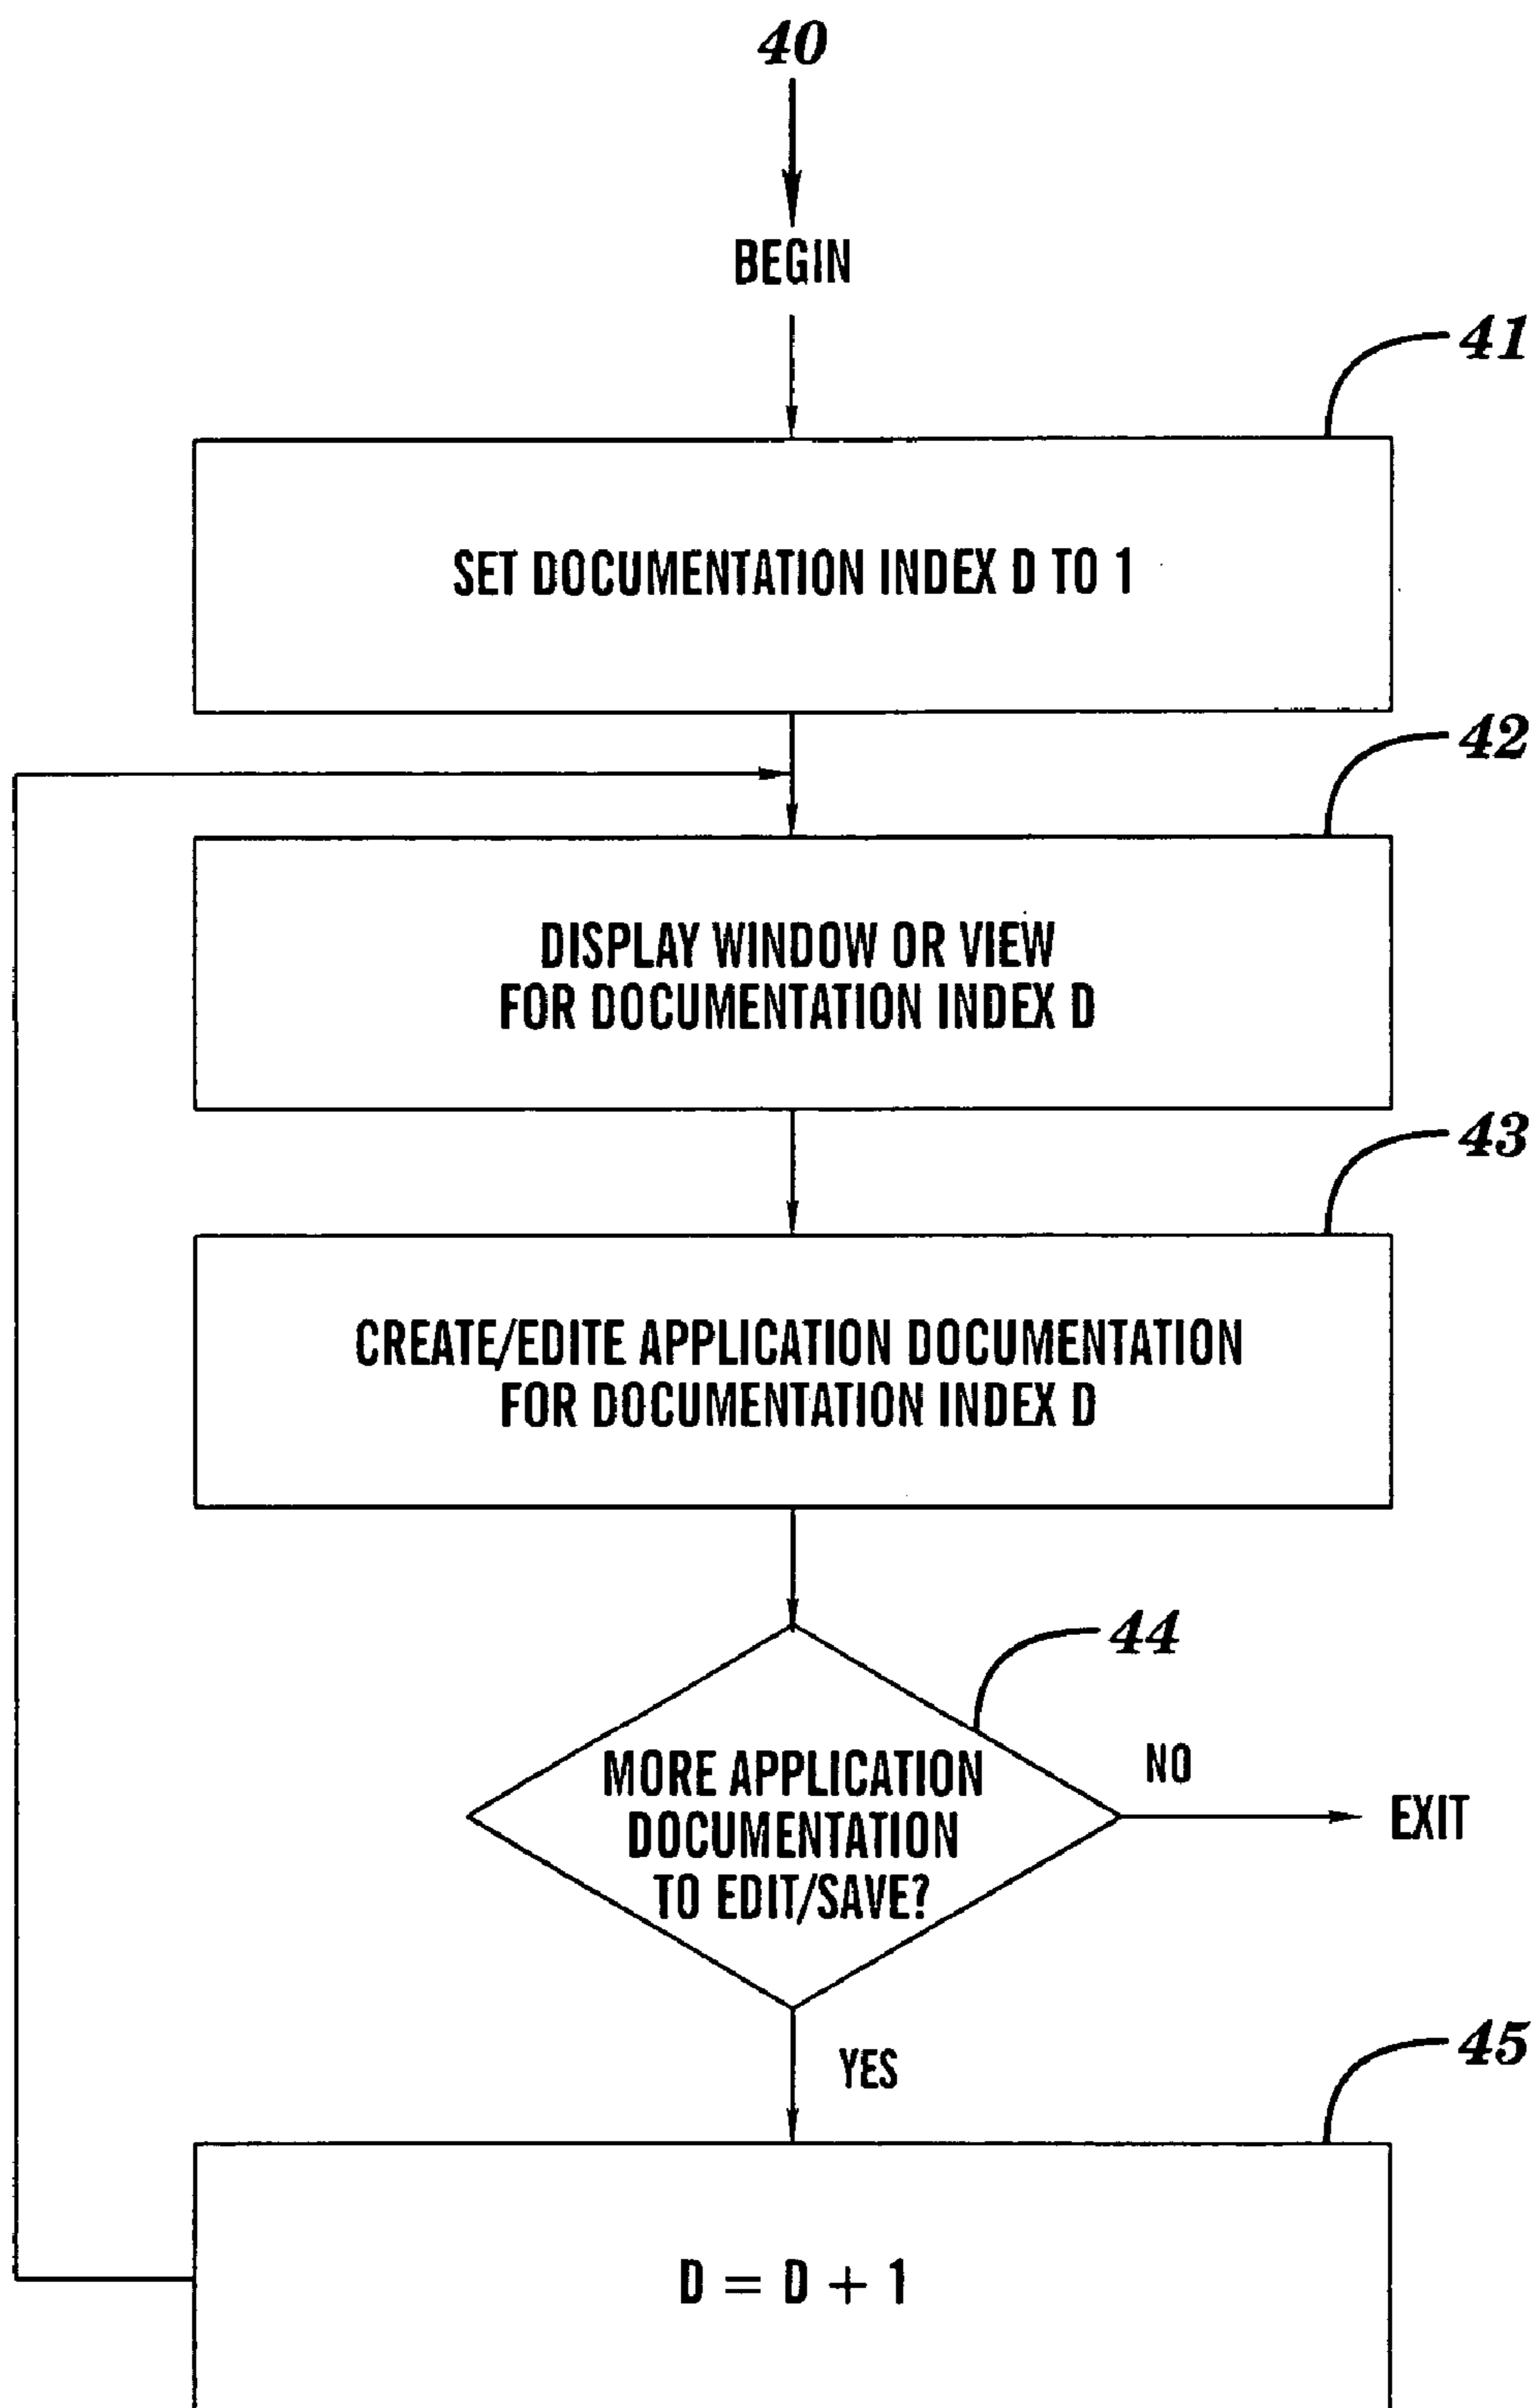 40
BEGIN
41
SET DOCUMENTATION INDEX D TO 1
42
DISPLAY WINDOW OR VIEW
FOR DOCUMENTATION INDEX D
43
CREATE/EDITE APPLICATION DOCUMENTATION
FOR DOCUMENTATION INDEX D
44
MORE APPLICATION
DOCUMENTATION
TO EDIT/SAVE?
NO
EXIT
YES
45
D = D + 1